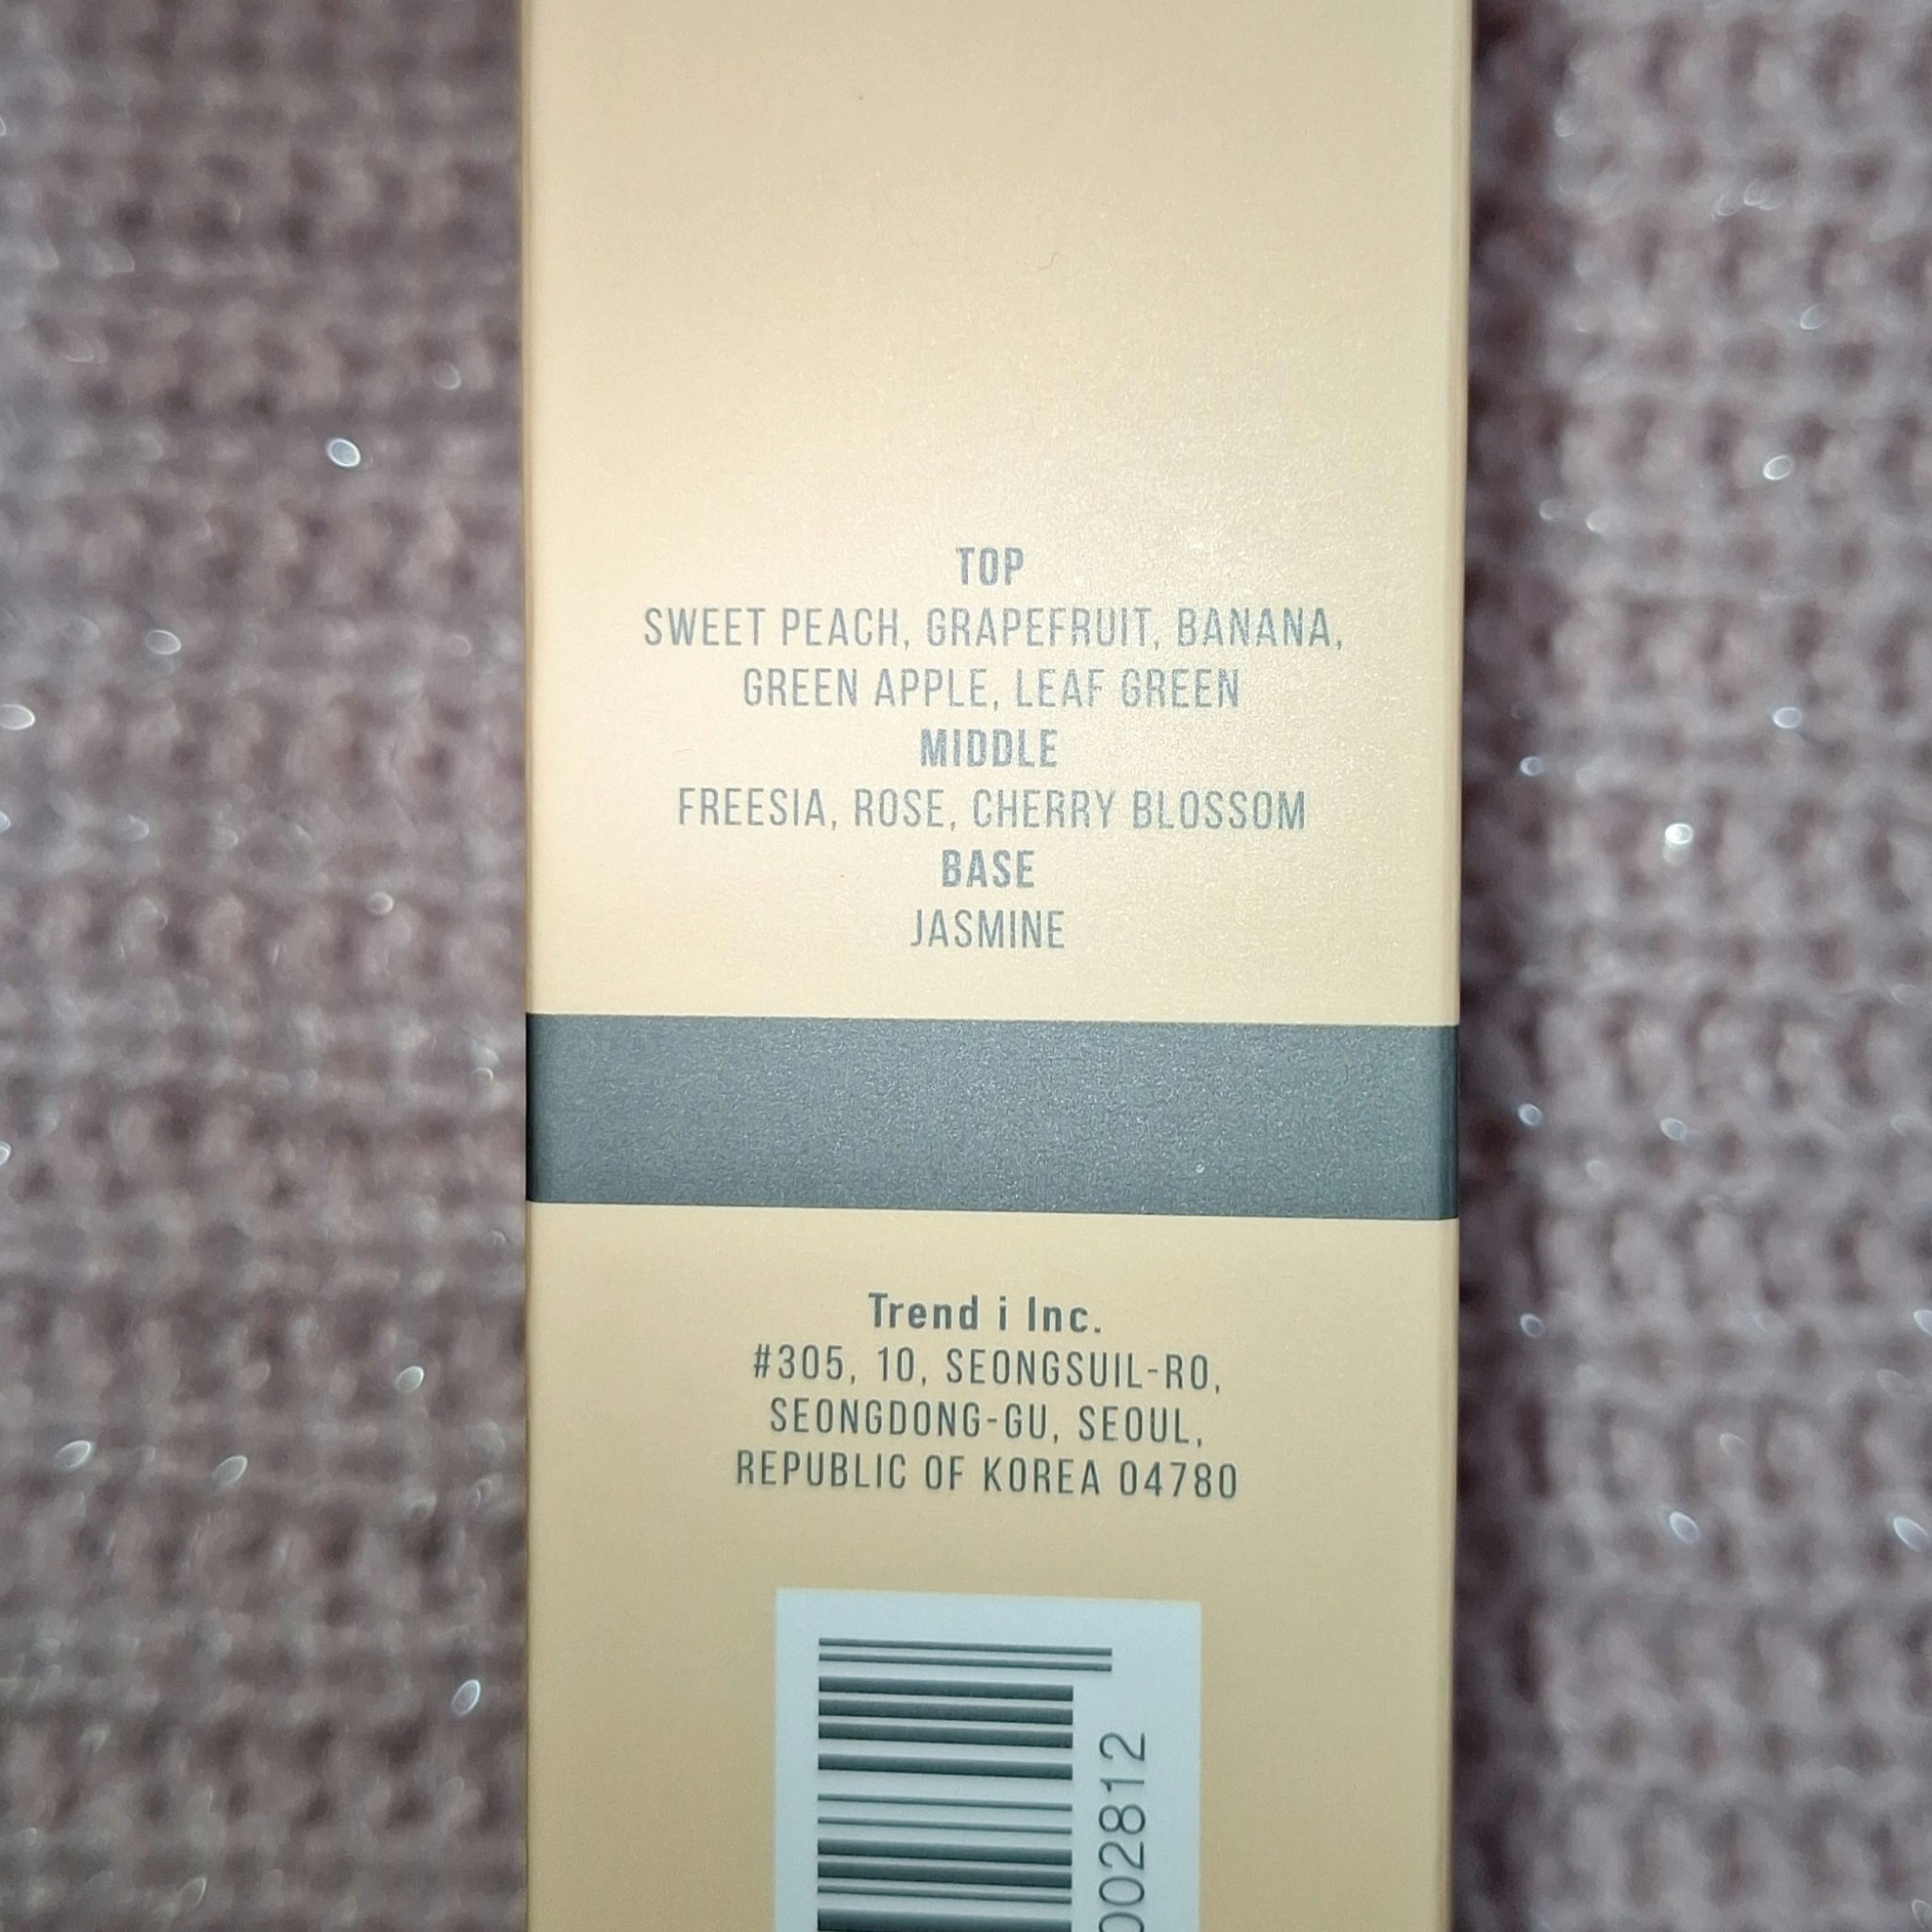 TOP
SWEET PEACH, GRAPEFRUIT, BANANA,
GREEN APPLE, LEAF GREEN
MIDDLE
FREESIA, ROSE, CHERRY BLOSSOM
BASE
JASMINE
Trend i Inc.
#305, 10, SEONGSUIL-RO,
SEONGDONG-GU, SEOUL,
REPUBLIC OF KOREA 04780
002812